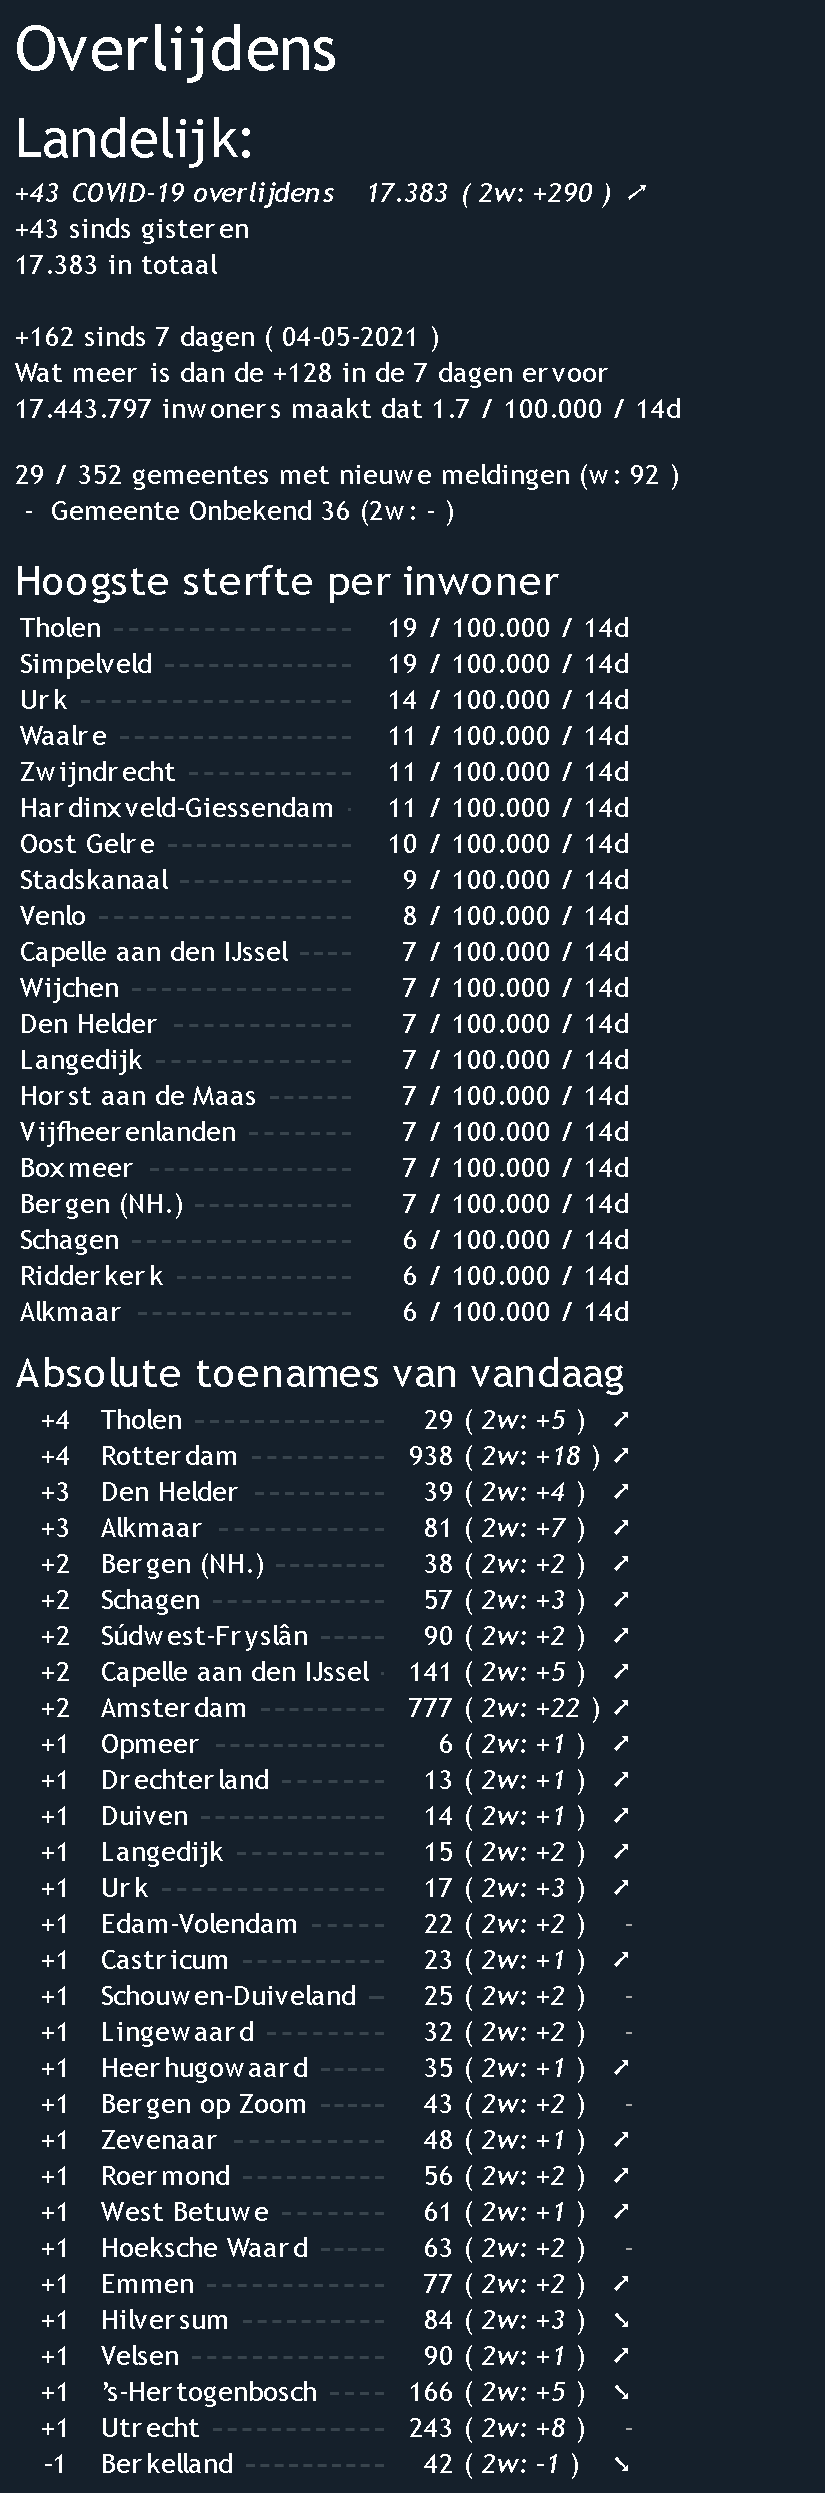 Overlijdens
Landelijk:
+43 COVID-19 overlijdens 17.383 ( 2w: +290 ) ➚
+43 sinds gisteren
17.383 in totaal
+162 sinds 7 dagen ( 04-05-2021 )
Wat meer is dan de +128 in de 7 dagen ervoor
17.443.797 inwoners maakt dat 1.7 / 100.000 / 14d
29 / 352 gemeentes met nieuwe meldingen (w: 92 )
- Gemeente Onbekend 36 (2w: - )
Hoogste sterfte per inwoner
Tholen ---------------- 19 / 100.000 / 14d
Simpelveld ------------- 19 / 100.000 / 14d
Urk ------------------ 14 / 100.000 / 14d
Waalre ---------------- 11 / 100.000 / 14d
Zwijndrecht ----------- 11 / 100.000 / 14d
Hardinxveld-Giessendam - 11 / 100.000 / 14d
Oost Gelre ------------- 10 / 100.000 / 14d
Stadskanaal ------------ 9 / 100.000 / 14d
Venlo ----------------- 8 / 100.000 / 14d
Capelle aan den IJssel ---- 7 / 100.000 / 14d
Wijchen --------------- 7 / 100.000 / 14d
Den Helder ------------ 7 / 100.000 / 14d
Langedijk -------------- 7 / 100.000 / 14d
Horst aan de Maas ------ 7 / 100.000 / 14d
Vijfheerenlanden ------- 7 / 100.000 / 14d
Boxmeer -------------- 7 / 100.000 / 14d
Bergen (NH.) ----------- 7 / 100.000 / 14d
Schagen --------------- 6 / 100.000 / 14d
Ridderkerk ------------ 6 / 100.000 / 14d
Alkmaar --------------- 6 / 100.000 / 14d
Absolute toenames van vandaag
+4 Tholen ------------- 29 ( 2w: +5 ) ➚
+4 Rotterdam --------- 938 ( 2w: +18 ) ➚
+3 Den Helder --------- 39 ( 2w: +4 ) ➚
+3 Alkmaar ----------- 81 ( 2w: +7 ) ➚
+2 Bergen (NH.) -------- 38 ( 2w: +2 ) ➚
+2 Schagen ------------ 57 ( 2w: +3 ) ➚
+2 Súdwest-Fryslân ----- 90 ( 2w: +2 ) ➚
+2 Capelle aan den IJssel - 141 ( 2w: +5 ) ➚
+2 Amsterdam --------- 777 ( 2w: +22 ) ➚
+1 Opmeer ------------ 6 ( 2w: +1 ) ➚
+1 Drechterland ------- 13 ( 2w: +1 ) ➚
+1 Duiven ------------- 14 ( 2w: +1 ) ➚
+1 Langedijk ---------- 15 ( 2w: +2 ) ➚
+1 Urk --------------- 17 ( 2w: +3 ) ➚
+1 Edam-Volendam ----- 22 ( 2w: +2 ) -
+1 Castricum ---------- 23 ( 2w: +1 ) ➚
+1 Schouwen-Duiveland - 25 ( 2w: +2 ) -
+1 Lingewaard -------- 32 ( 2w: +2 ) -
+1 Heerhugowaard ----- 35 ( 2w: +1 ) ➚
+1 Bergen op Zoom ----- 43 ( 2w: +2 ) -
+1 Zevenaar ---------- 48 ( 2w: +1 ) ➚
+1 Roermond ---------- 56 ( 2w: +2 ) ➚
+1 West Betuwe ------- 61 ( 2w: +1 ) ➚
+1 Hoeksche Waard ----- 63 ( 2w: +2 ) -
+1 Emmen ------------ 77 ( 2w: +2 ) ➚
+1 Hilversum ---------- 84 ( 2w: +3 ) ➘
+1 Velsen ------------- 90 ( 2w: +1 ) ➚
+1 ’s-Hertogenbosch ---- 166 ( 2w: +5 ) ➘
+1 Utrecht ------------ 243 ( 2w: +8 ) -
-1 Berkelland ---------- 42 ( 2w: -1 ) ➘